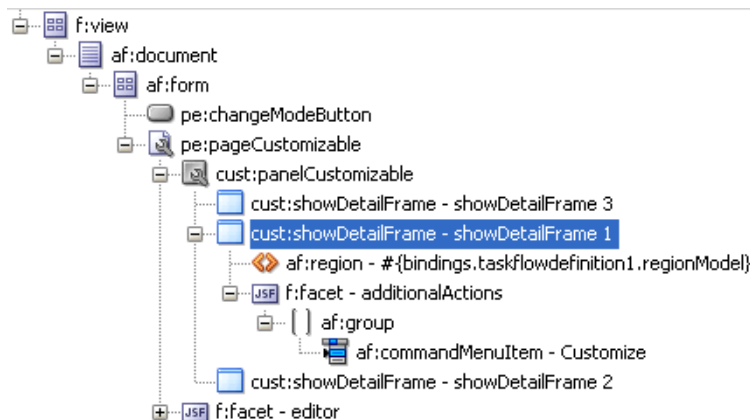 f:view
af:document
af:form
pe:changeModeButton
pe:pageCustomizable
cust:panelCustomizable
cust:showDetailFrame - showDetailFrame 3
cust:showDetailFrame - showDetailFrame 1
af:region - #{bindings.taskflowdefinition1.regionModel}
JSF f:facet - additionalActions
af:group
af:commandMenuItem - Customize
cust:showDetailFrame - showDetailFrame 2
JSF f:facet - editor